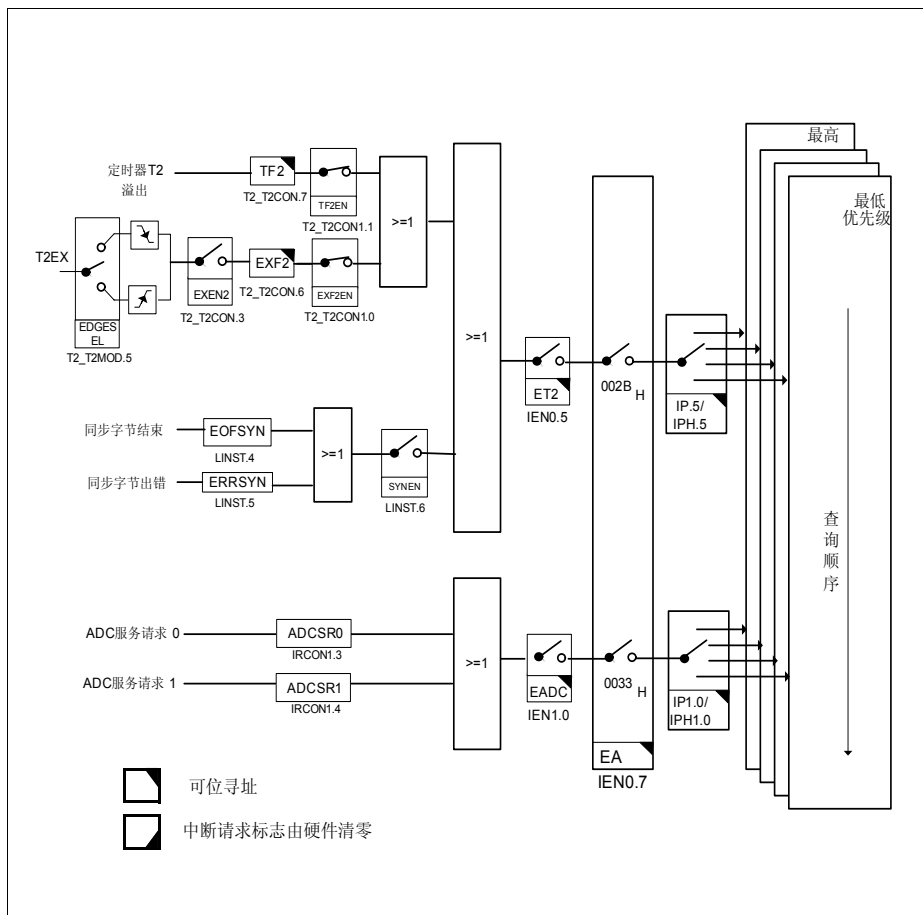 最高
最低
优先级
定时器T2
溢出
TF2
T2_T2CON.7
TF2EN
T2_T2CON1.1
>=1
T2EX
EDGES
EL
T2_T2MOD.5
EXEN2
T2_T2CON.3
EXF2
T2_T2CON.6
EXF2EN
T2_T2CON1.0
>=1
ET2
IEN0.5
002B H
IP.5/
IPH.5
同步字节结束
EOFSYN
LINST.4
同步字节出错
ERRSYN
LINST.5
>=1
SYNEN
LINST.6
查询顺序
ADC服务请求 0
ADCSR0
IRCON1.3
ADC服务请求 1
ADCSR1
IRCON1.4
>=1
EADC
IEN1.0
0033 H
IP1.0/
IPH1.0
EA
IEN0.7
可位寻址
中断请求标志由硬件清零